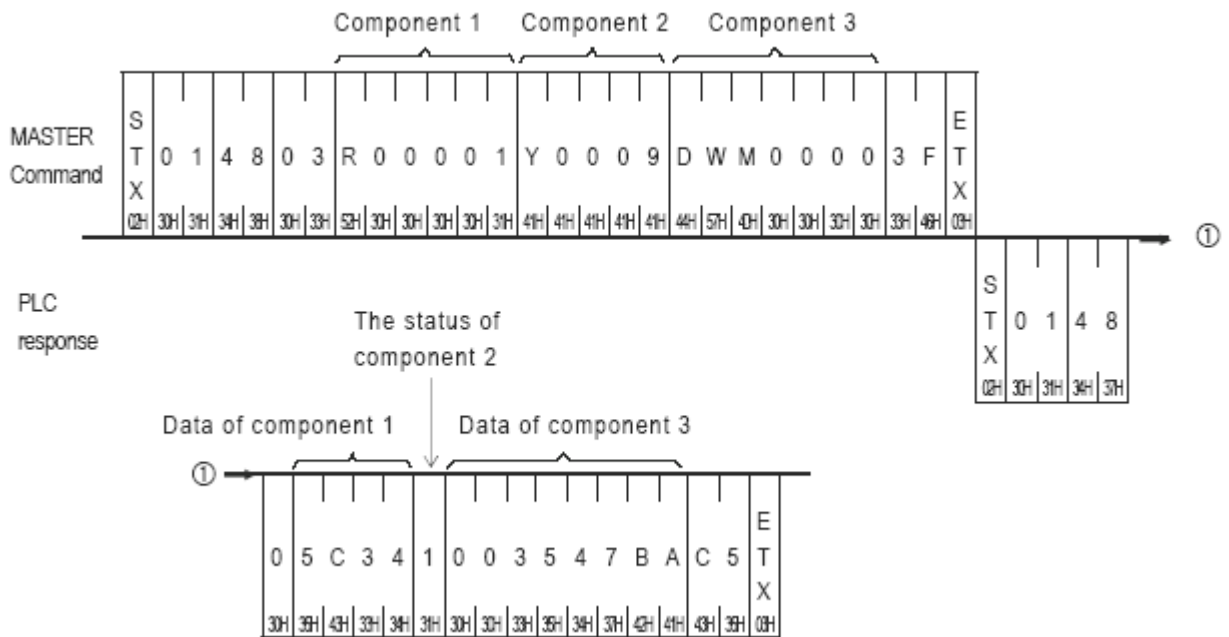 Component 1 Component 2 Component 3
MASTER Command
STX 0 1 4 8 0 3 R 0 0 0 0 1 Y 0 0 0 9 D W M 0 0 0 0 3 F ETX
02H 30H 31H 34H 38H 30H 33H 52H 30H 30H 30H 30H 31H 41H 41H 41H 41H 41H 44H 57H 4DH 30H 30H 30H 30H 33H 46H 03H
①
PLC response
STX 0 1 4 8
02H 30H 31H 34H 37H
The status of
component 2
Data of component 1 Data of component 3
①
0 5 C 3 4 1 0 0 3 5 4 7 B A C 5 ETX
30H 35H 43H 33H 34H 31H 30H 30H 33H 35H 34H 37H 42H 41H 43H 35H 03H